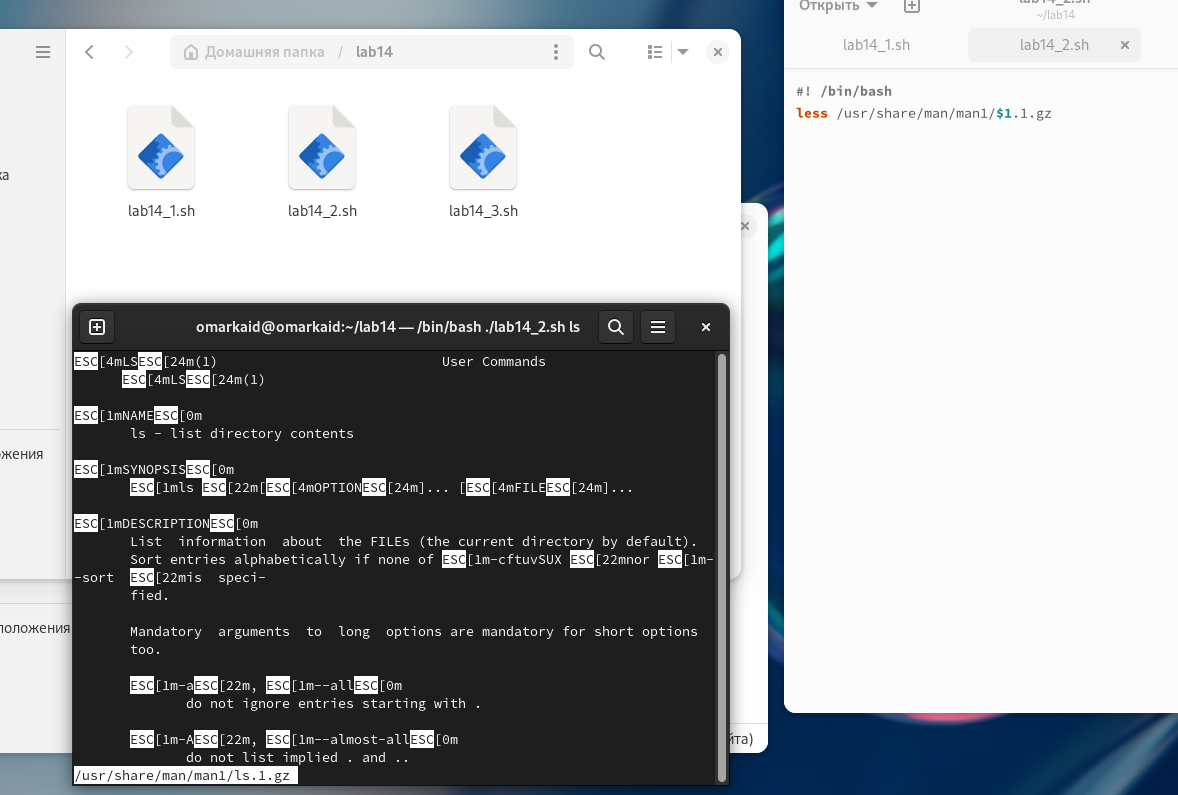 Домашняя папка / lab14
lab14_1.sh
lab14_2.sh
lab14_3.sh
ка
жения
положения
йта)
Открыть
lab14_2.sh
~/lab14
lab14_1.sh
lab14_2.sh
#! /bin/bash
less /usr/share/man/man1/$1.1.gz
omarkaid@omarkaid:~/lab14 — /bin/bash ./lab14_2.sh ls
ESC[4mLSESC[24m(1)                            User Commands
      ESC[4mLSESC[24m(1)
ESC[1mNAMEESC[0m
       ls - list directory contents
ESC[1mSYNOPSISESC[0m
       ESC[1mls ESC[22m[ESC[4mOPTIONESC[24m]... [ESC[4mFILEESC[24m]...
ESC[1mDESCRIPTIONESC[0m
       List  information  about  the FILEs (the current directory by default).
       Sort entries alphabetically if none of ESC[1m-cftuvSUX ESC[22mnor ESC[1m-
-sort  ESC[22mis  speci-
       fied.
       Mandatory  arguments  to  long  options are mandatory for short options
       too.
       ESC[1m-aESC[22m, ESC[1m--allESC[0m
              do not ignore entries starting with .
       ESC[1m-AESC[22m, ESC[1m--almost-allESC[0m
              do not list implied . and ..
/usr/share/man/man1/ls.1.gz